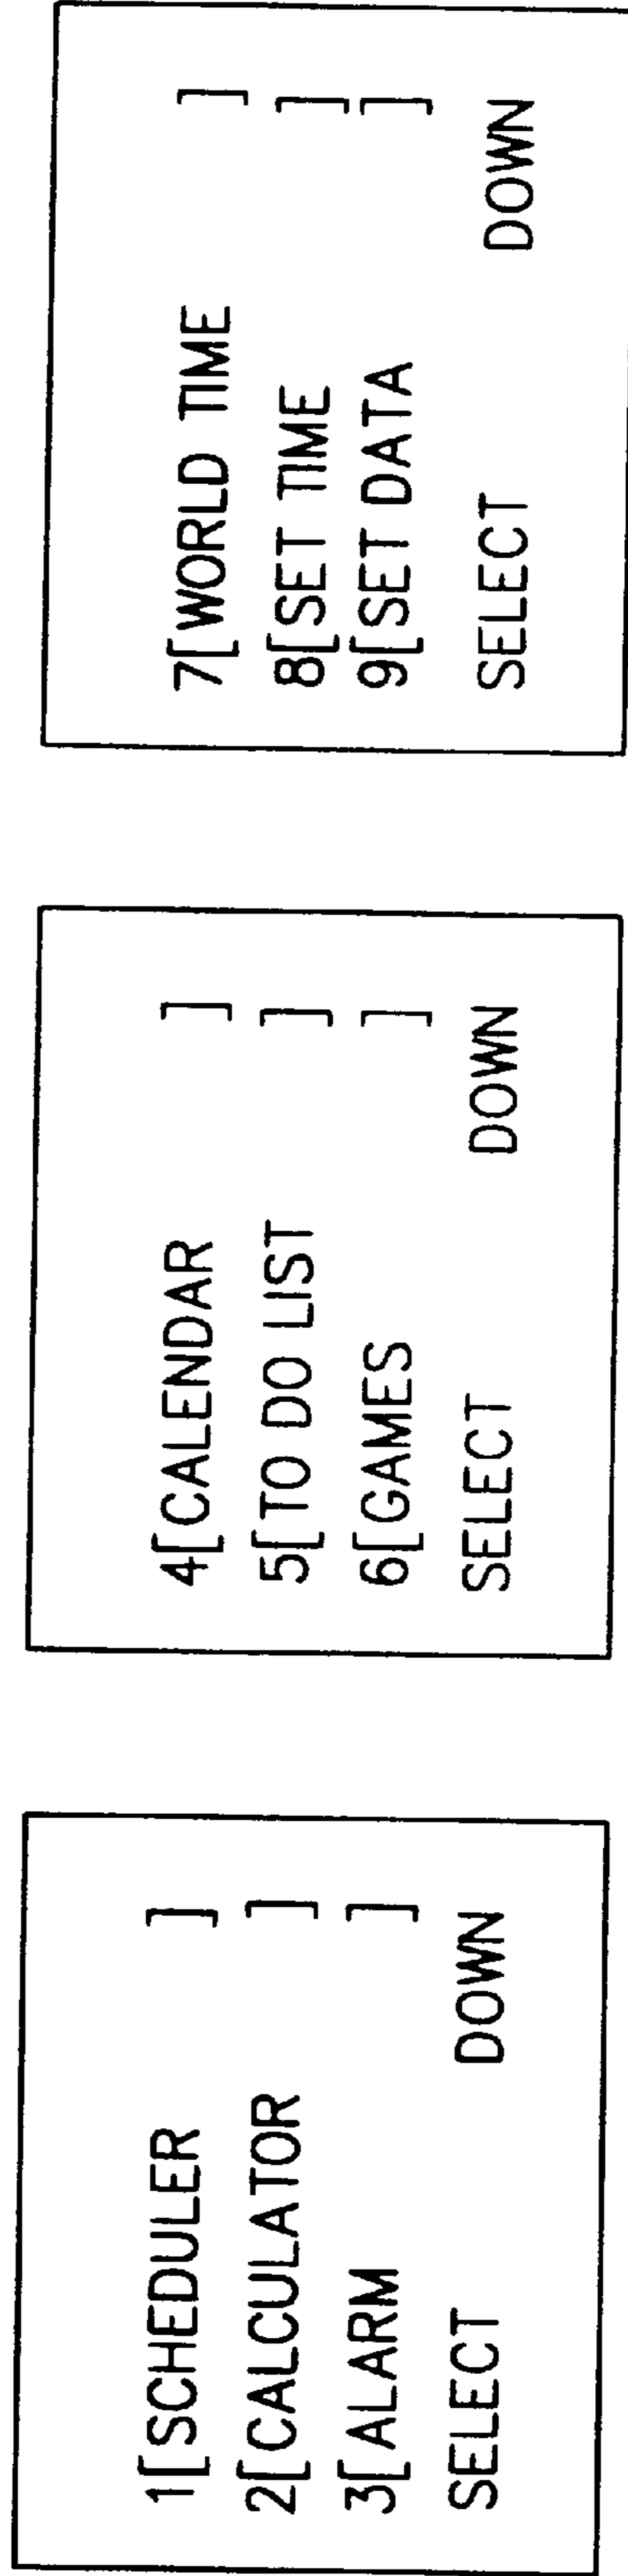 1[SCHEDULER ]
2[CALCULATOR ]
3[ALARM ]
SELECT DOWN
4[CALENDAR ]
5[TO DO LIST ]
6[GAMES ]
SELECT DOWN
7[WORLD TIME ]
8[SET TIME ]
9[SET DATA ]
SELECT DOWN